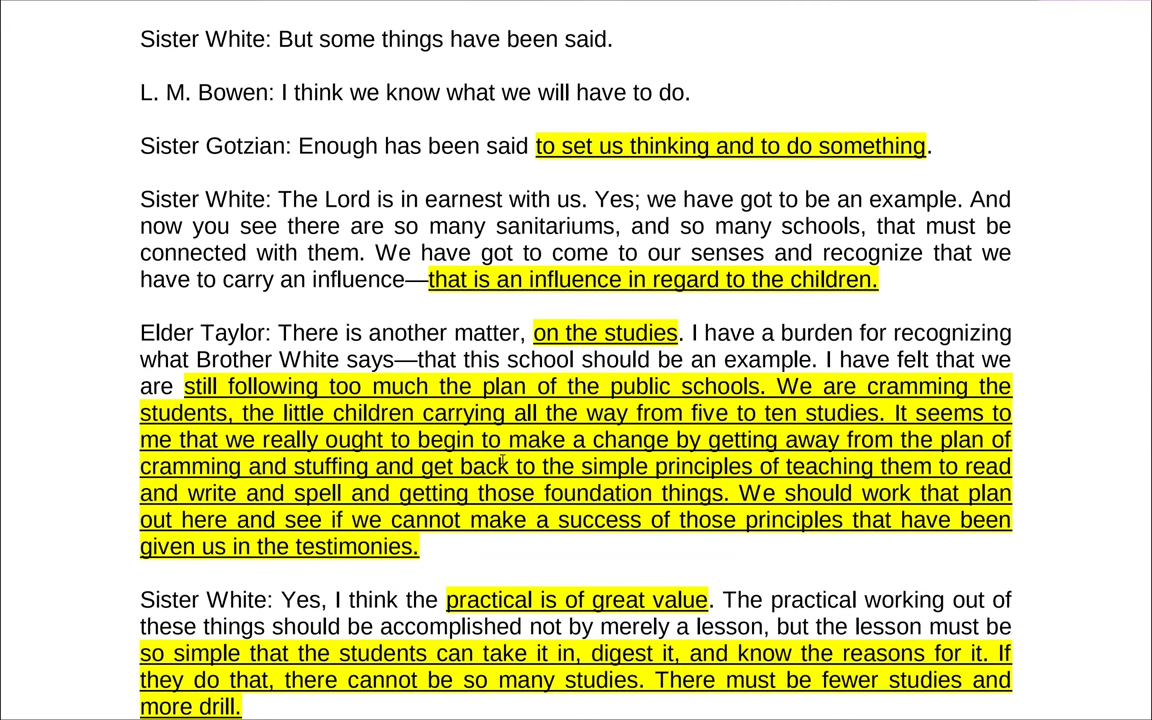 Sister White: But some things have been said.
L. M. Bowen: I think we know what we will have to do.
Sister Gotzian: Enough has been said to set us thinking and to do something.
Sister White: The Lord is in earnest with us. Yes; we have got to be an example. And
now you see there are so many sanitariums, and so many schools, that must be
connected with them. We have got to come to our senses and recognize that we
have to carry an influence—that is an influence in regard to the children.
Elder Taylor: There is another matter, on the studies. I have a burden for recognizing
what Brother White says—that this school should be an example. I have felt that we
are still following too much the plan of the public schools. We are cramming the
students, the little children carrying all the way from five to ten studies. It seems to
me that we really ought to begin to make a change by getting away from the plan of
cramming and stuffing and get back to the simple principles of teaching them to read
and write and spell and getting those foundation things. We should work that plan
out here and see if we cannot make a success of those principles that have been
given us in the testimonies.
Sister White: Yes, I think the practical is of great value. The practical working out of
these things should be accomplished not by merely a lesson, but the lesson must be
so simple that the students can take it in, digest it, and know the reasons for it. If
they do that, there cannot be so many studies. There must be fewer studies and
more drill.